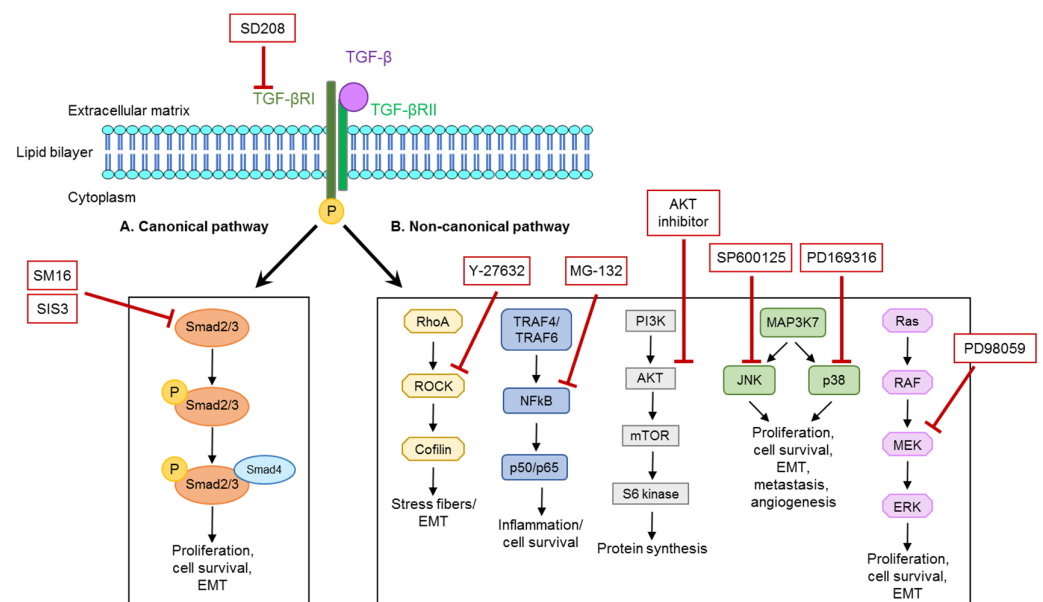 SD208
TGF-β
TGF-βRI
TGF-βRII
Extracellular matrix
Lipid bilayer
Cytoplasm
P
A. Canonical pathway
B. Non-canonical pathway
AKT
inhibitor
SM16
SIS3
Y-27632
MG-132
SP600125
PD169316
PD98059
Smad2/3
P
Smad2/3
P
Smad2/3
Smad4
Proliferation,
cell survival,
EMT
RhoA
ROCK
Cofilin
Stress fibers/
EMT
TRAF4/
TRAF6
NFkB
p50/p65
Inflammation/
cell survival
PI3K
AKT
mTOR
S6 kinase
Protein synthesis
MAP3K7
JNK
p38
Proliferation,
cell survival,
EMT,
metastasis,
angiogenesis
Ras
RAF
MEK
ERK
Proliferation,
cell survival,
EMT